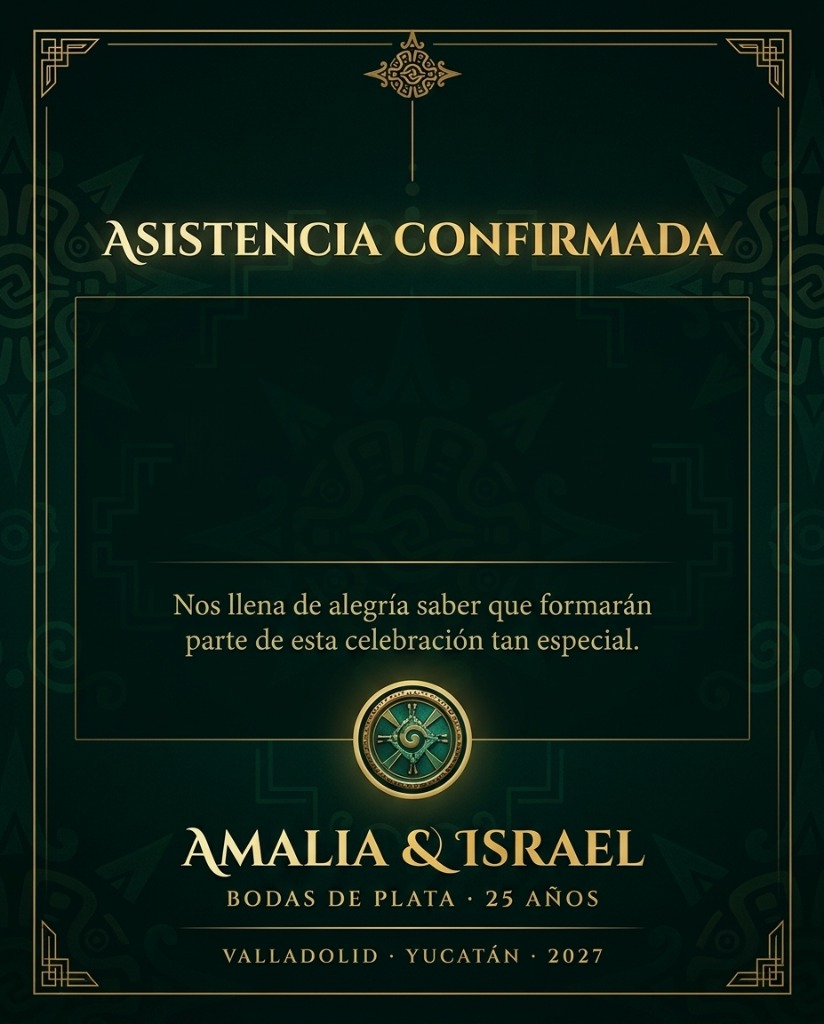 Asistencia confirmada
Nos llena de alegría saber que formarán
parte de esta celebración tan especial.
Amalia & Israel
BODAS DE PLATA · 25 AÑOS
VALLADOLID · YUCATÁN · 2027